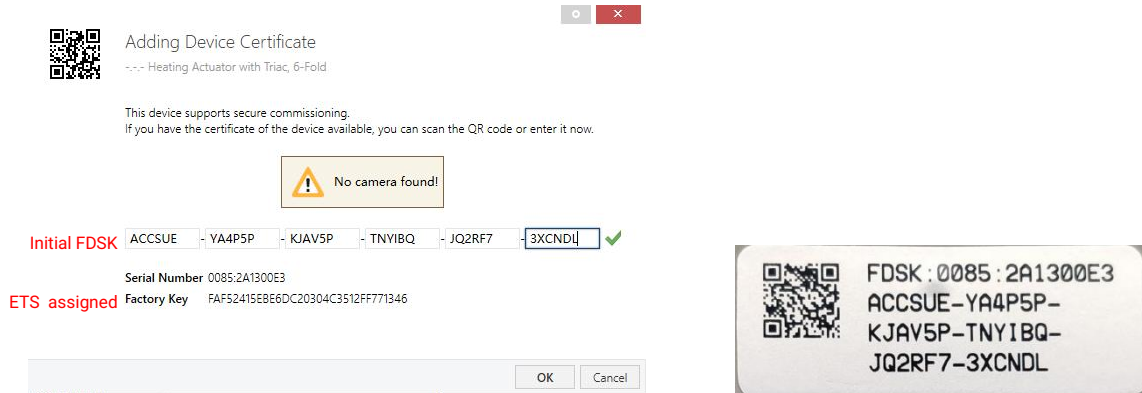 Adding Device Certificate
-.-.- Heating Actuator with Triac, 6-Fold
This device supports secure commissioning.
If you have the certificate of the device available, you can scan the QR code or enter it now.
No camera found!
Initial FDSK ACCSUE - YA4P5P - KJAV5P - TNYIBQ - JQ2RF7 - 3XCNDL
Serial Number 0085:2A1300E3
ETS assigned Factory Key FAF52415EBE6DC20304C3512FF771346
OK Cancel
FDSK:0085:2A1300E3
ACCSUE-YA4P5P-
KJAV5P-TNYIBQ-
JQ2RF7-3XCNDL